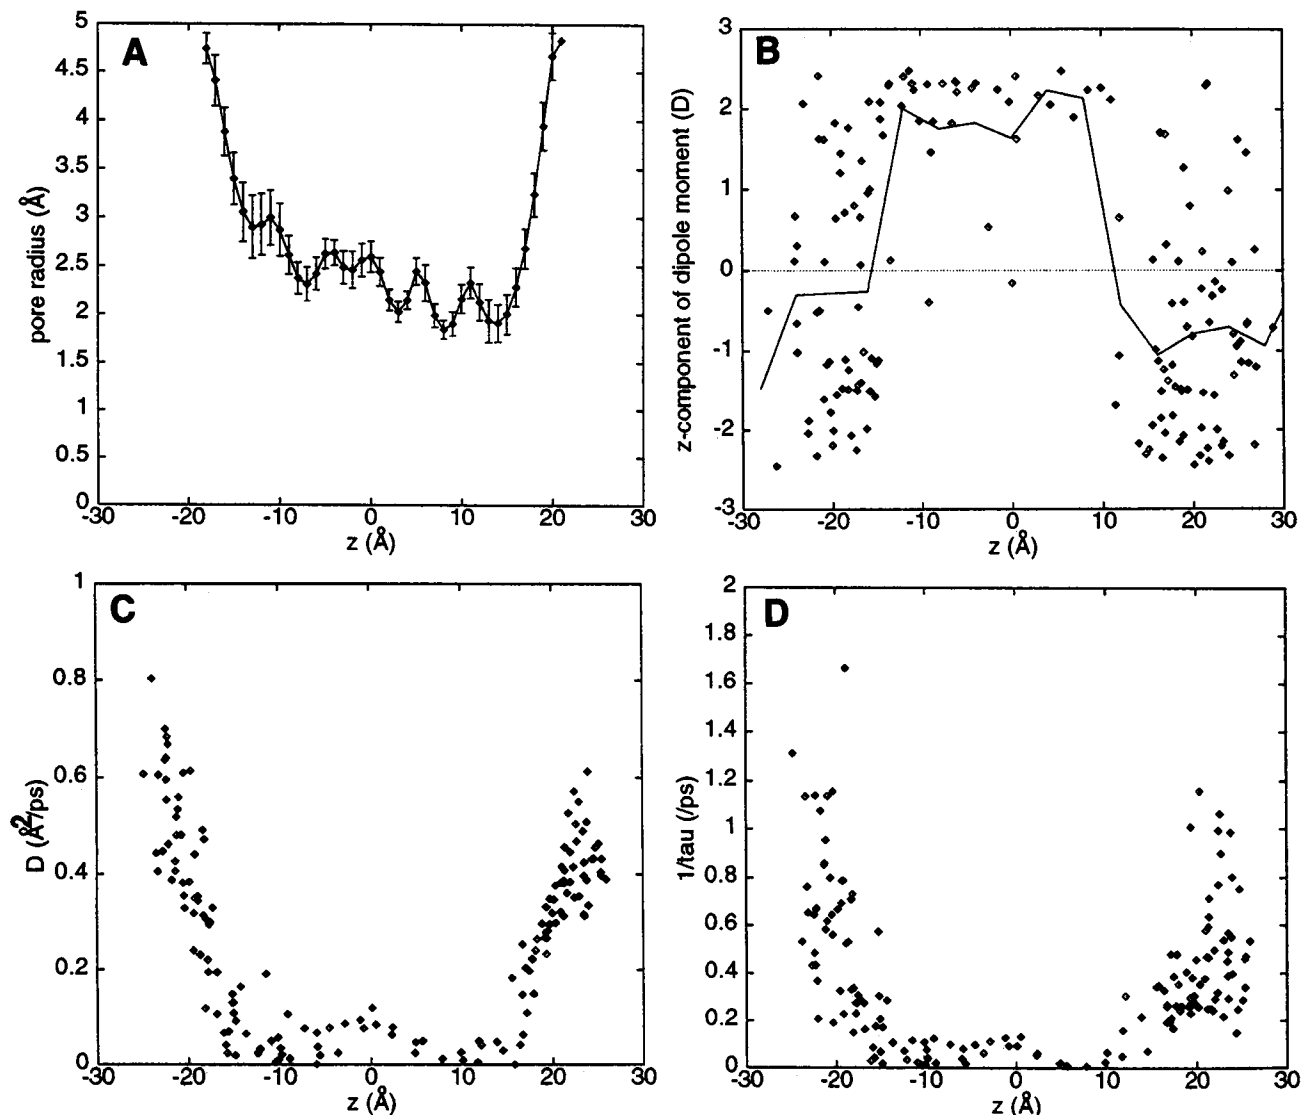 A
pore radius (Å)
5
4.5
4
3.5
3
2.5
2
1.5
1
0.5
0
-30 -20 -10 0 10 20 30
z (Å)
B
z-component of dipole moment (D)
3
2
1
0
-1
-2
-3
-30 -20 -10 0 10 20 30
z (Å)
C
D (Å²/ps)
1
0.8
0.6
0.4
0.2
0
-30 -20 -10 0 10 20 30
z (Å)
D
1/tau (/ps)
2
1.8
1.6
1.4
1.2
1
0.8
0.6
0.4
0.2
0
-30 -20 -10 0 10 20 30
z (Å)